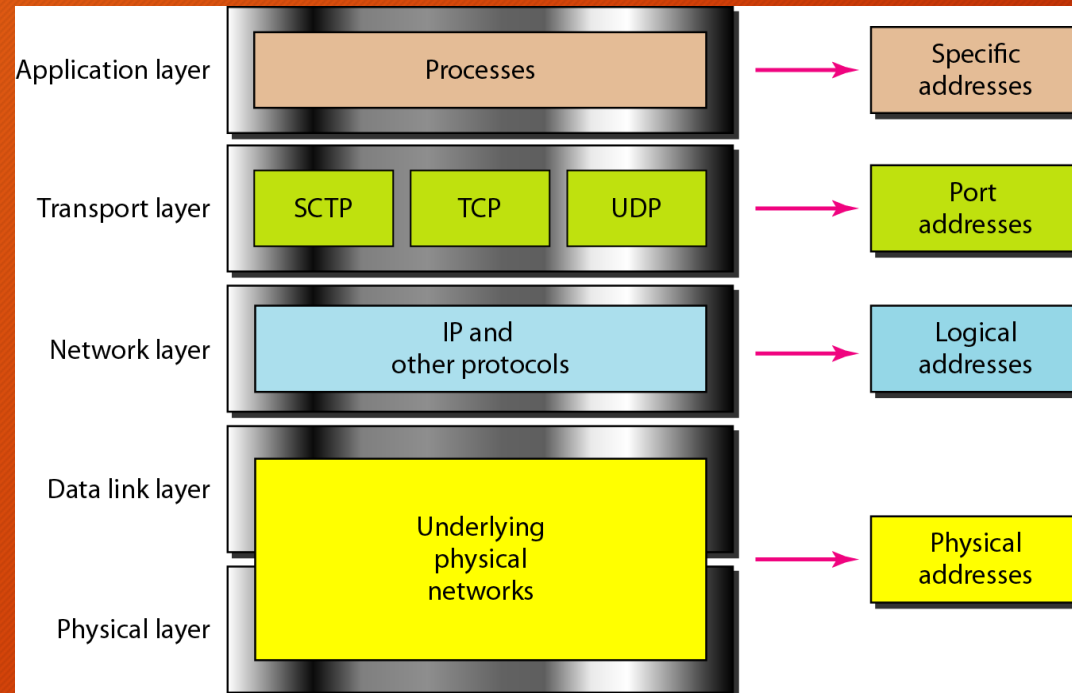 Application layer
Processes
Specific
addresses
Transport layer
SCTP
TCP
UDP
Port
addresses
Network layer
IP and
other protocols
Logical
addresses
Data link layer
Underlying
physical
networks
Physical
addresses
Physical layer